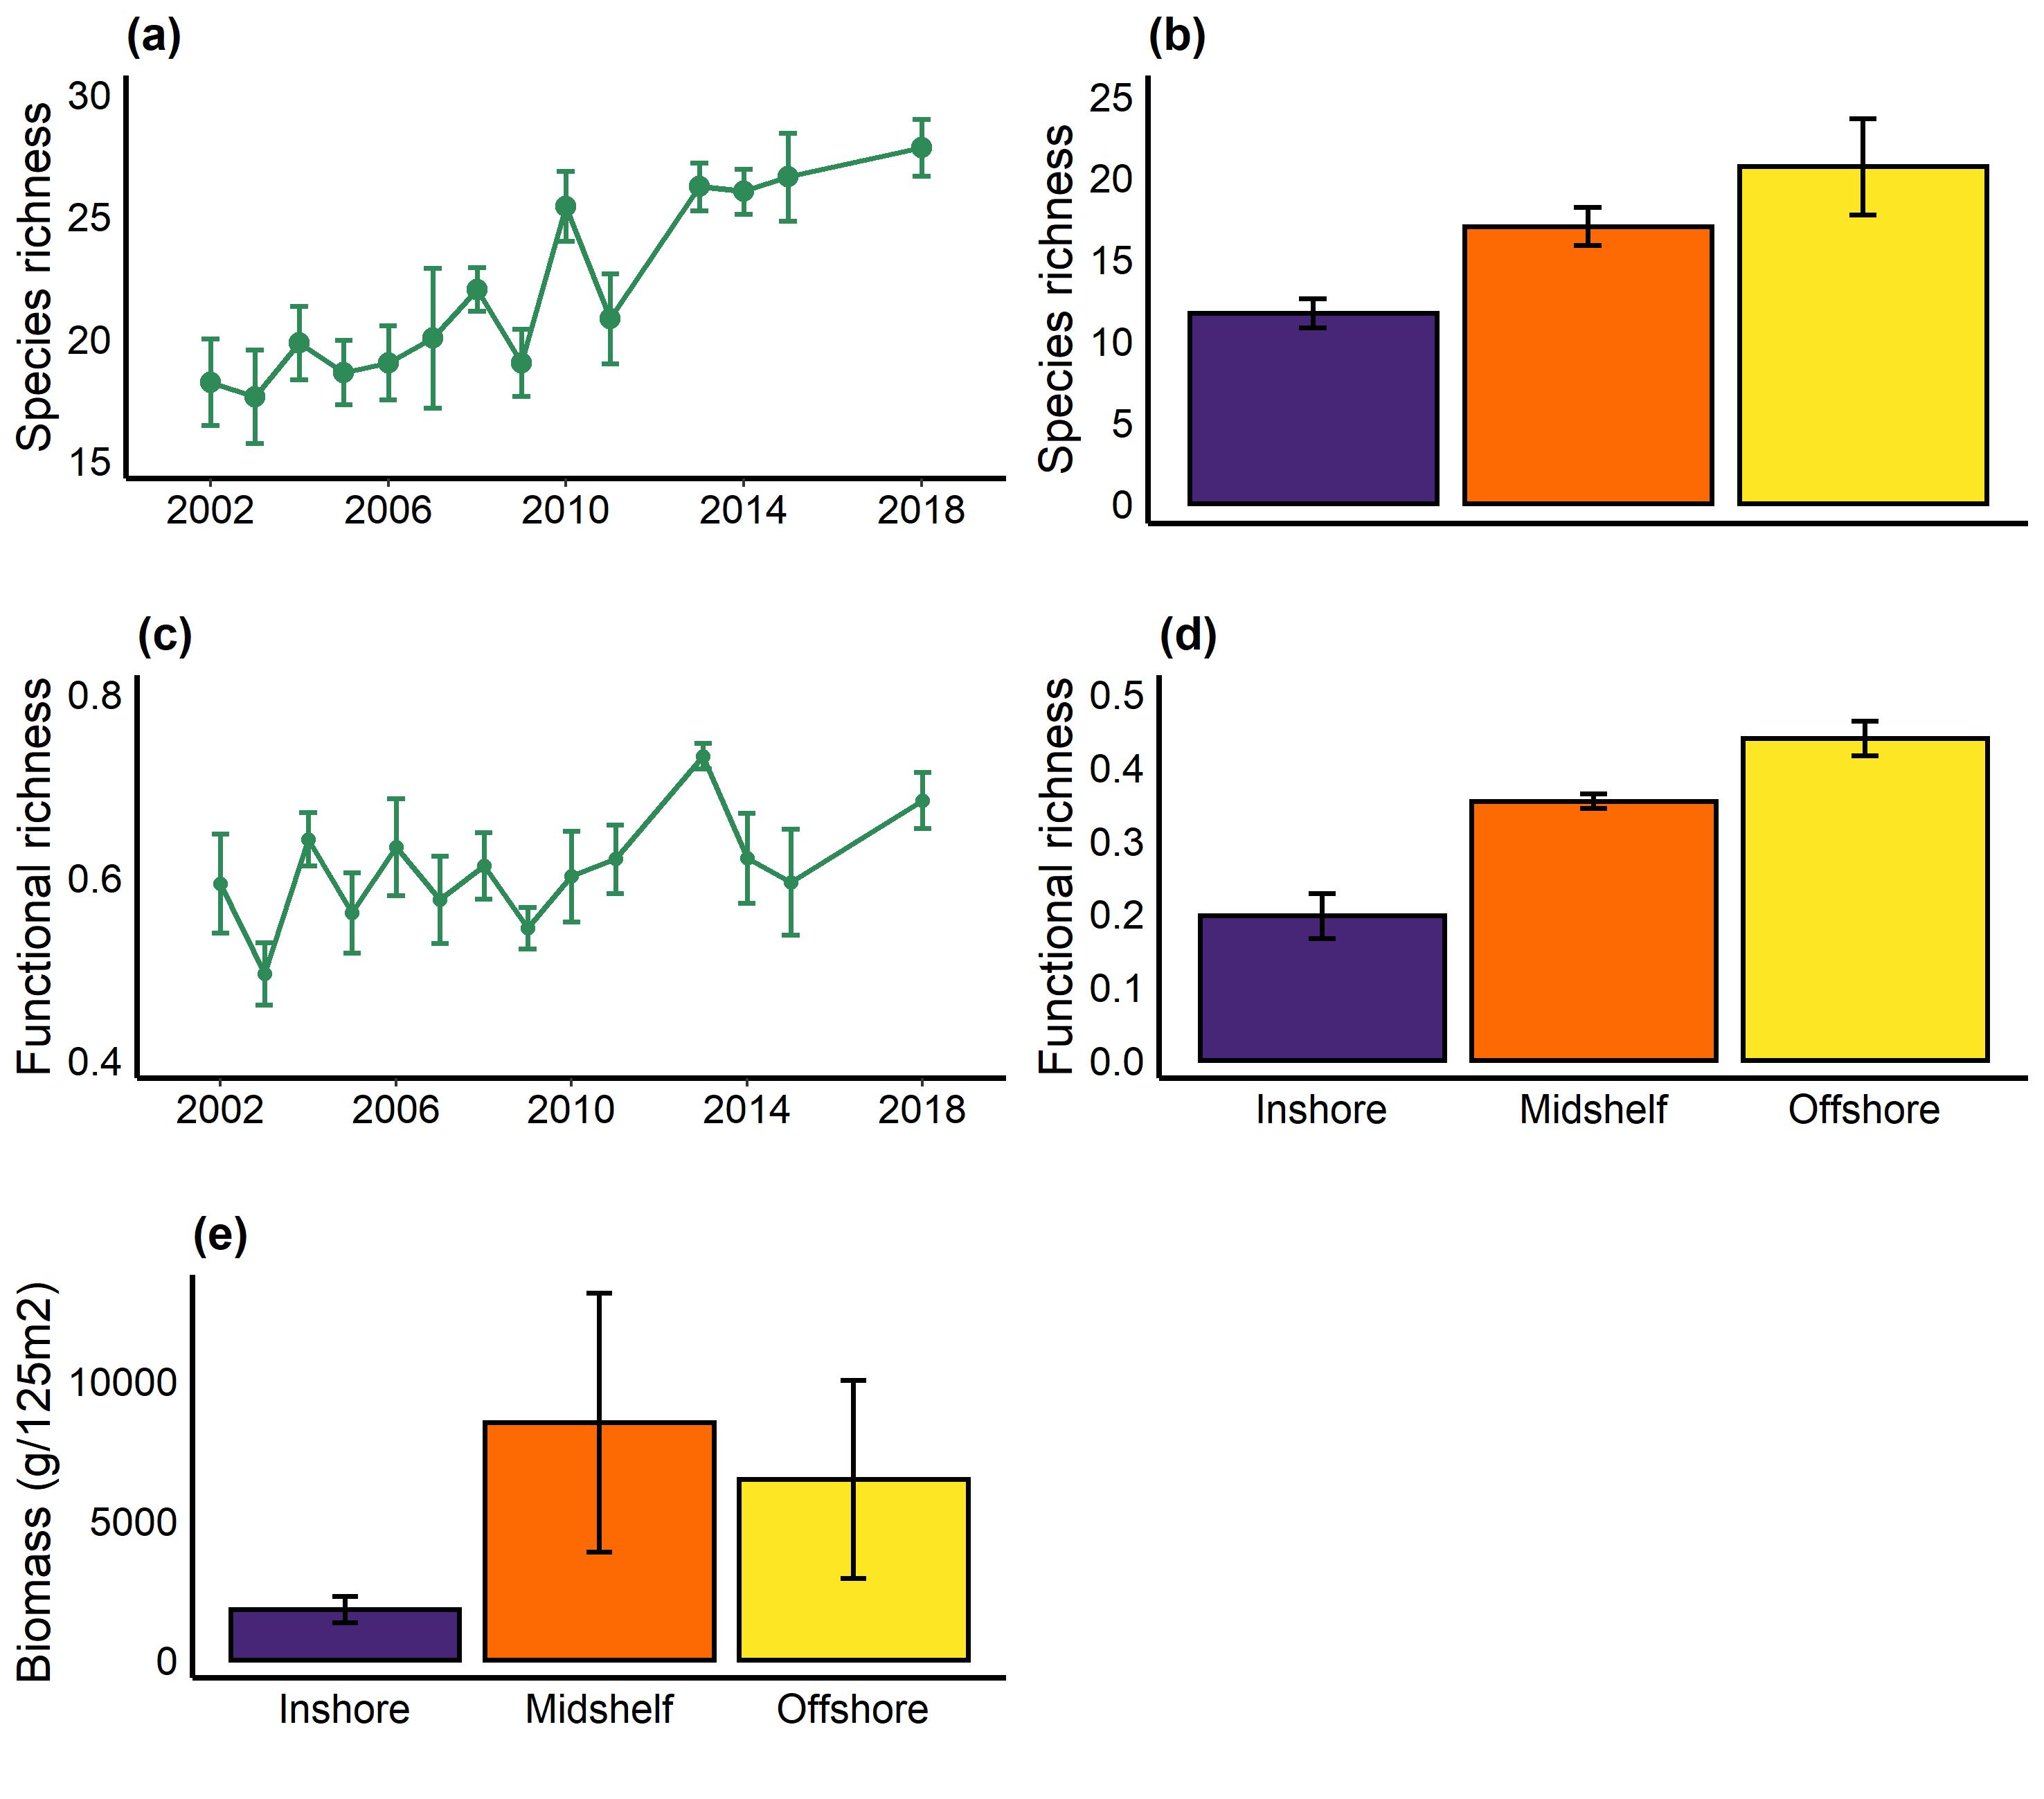 (a)
Species richness
30
25
20
15
2002 2006 2010 2014 2018
(b)
Species richness
25
20
15
10
5
0
(c)
Functional richness
0.8
0.6
0.4
2002 2006 2010 2014 2018
(d)
Functional richness
0.5
0.4
0.3
0.2
0.1
0.0
Inshore Midshelf Offshore
(e)
Biomass (g/125m2)
10000
5000
0
Inshore Midshelf Offshore